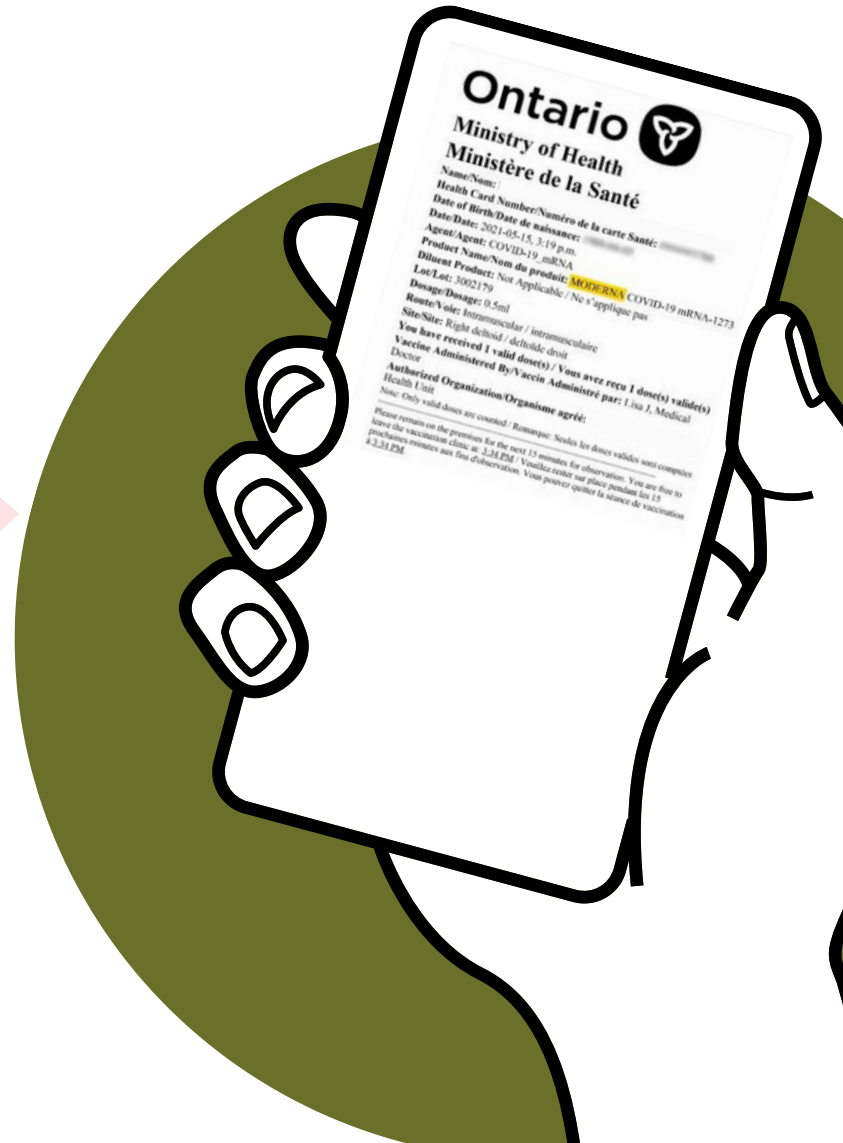 Ontario
Ministry of Health
Ministère de la Santé
Name/Nom:
Health Card Number/Numéro de la carte Santé:
Date of Birth/Date de naissance:
Date/Date: 2021-05-15, 3:19 p.m.
Agent/Agent: COVID-19_mRNA
Product Name/Nom du produit: MODERNA COVID-19 mRNA-1273
Diluent Product: Not Applicable / Ne s'applique pas
Lot/Lot: 3002179
Dosage/Dosage: 0.5ml
Route/Voie: Intramuscular / intramusculaire
Site/Site: Right deltoid / deltoïde droit
You have received 1 valid dose(s) / Vous avez reçu 1 dose(s) valide(s)
Vaccine Administered By/Vaccin Administré par: Lisa J, Medical
Doctor
Authorized Organization/Organisme agréé:
Health Unit
Note: Only valid doses are counted / Remarque: Seules les doses valides sont comptées
Please remain on the premises for the next 15 minutes for observation. You are free to
leave the vaccination clinic at: 3:34 PM / Veuillez rester sur place pendant les 15
prochaines minutes aux fins d'observation. Vous pouvez quitter la séance de vaccination
à 3:34 PM